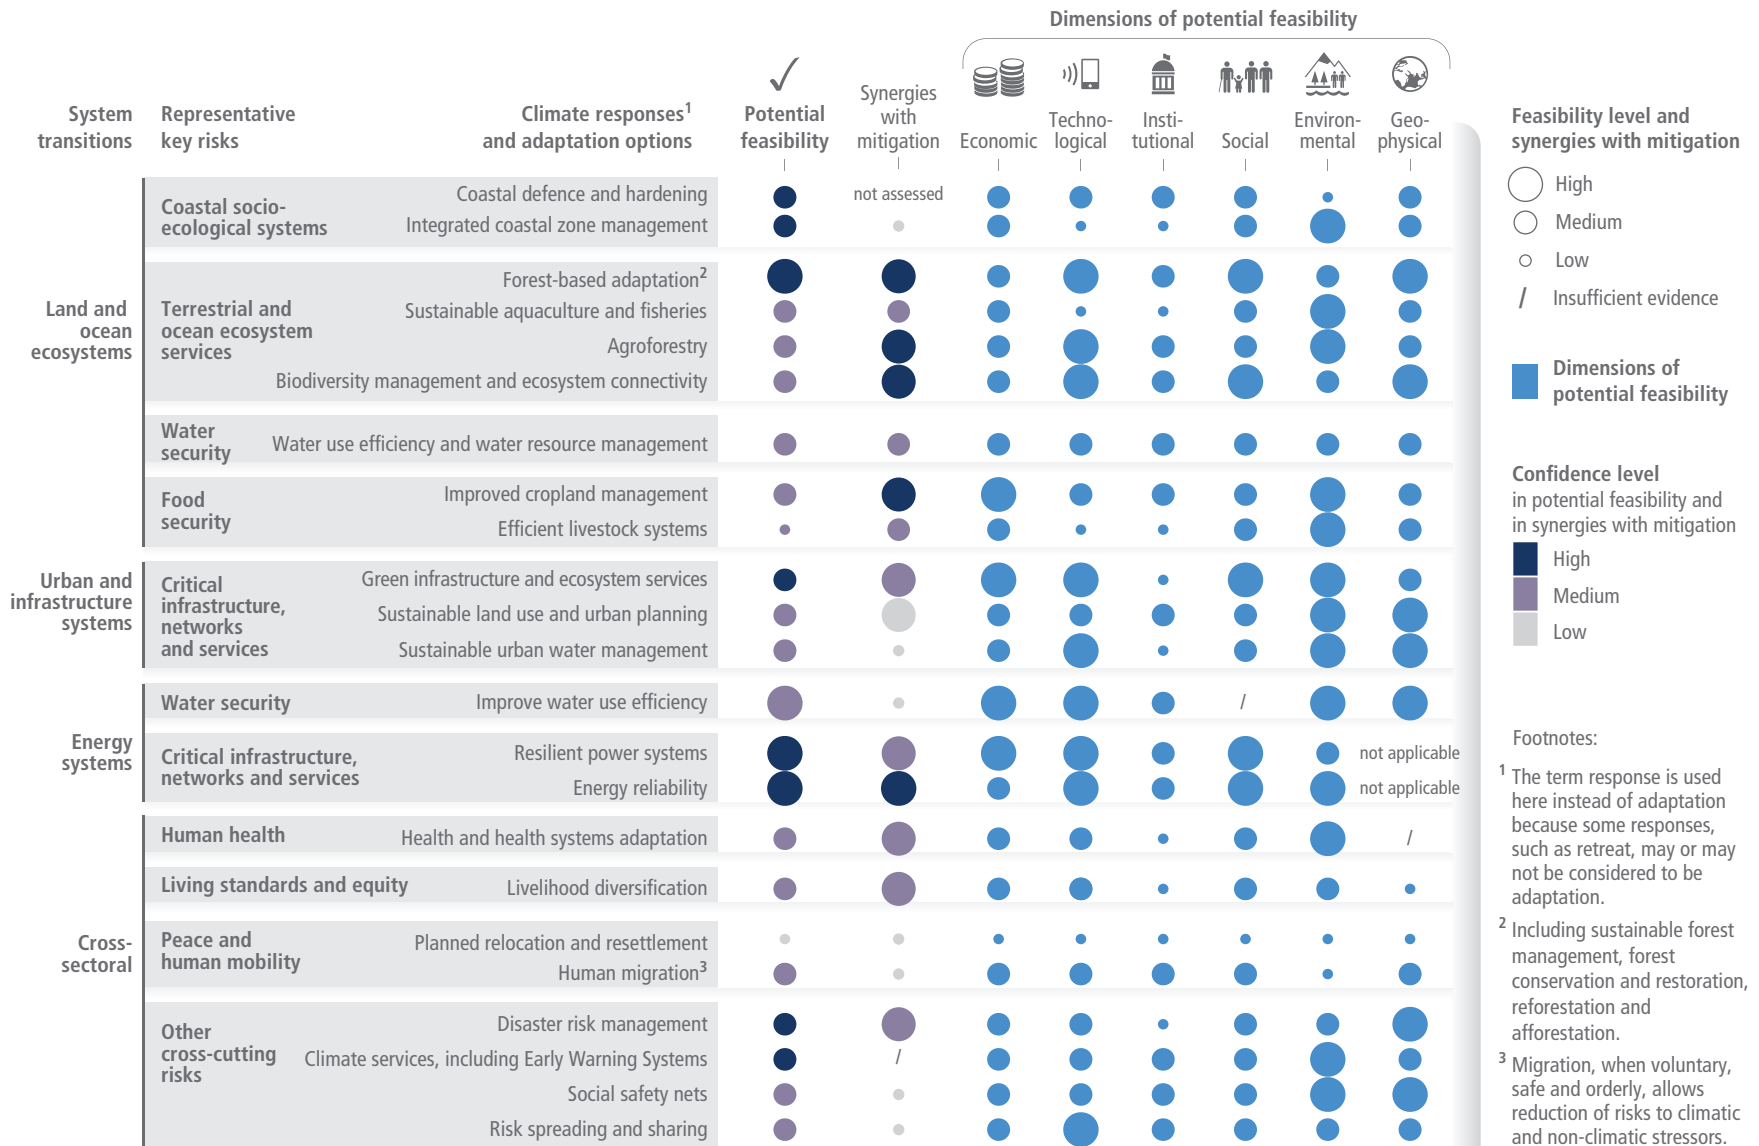 Dimensions of potential feasibility
System
transitions
Representative
key risks
Climate responses1
and adaptation options
Potential
feasibility
Synergies
with
mitigation
Economic
Techno-
logical
Insti-
tutional
Social
Environ-
mental
Geo-
physical
Land and
ocean
ecosystems
Coastal socio-
ecological systems
Coastal defence and hardening
not assessed
Integrated coastal zone management
Terrestrial and
ocean ecosystem
services
Forest-based adaptation2
Sustainable aquaculture and fisheries
Agroforestry
Biodiversity management and ecosystem connectivity
Water
security
Water use efficiency and water resource management
Food
security
Improved cropland management
Efficient livestock systems
Urban and
infrastructure
systems
Critical
infrastructure,
networks
and services
Green infrastructure and ecosystem services
Sustainable land use and urban planning
Sustainable urban water management
Energy
systems
Water security
Improve water use efficiency
/
Critical infrastructure,
networks and services
Resilient power systems
not applicable
Energy reliability
not applicable
Cross-
sectoral
Human health
Health and health systems adaptation
/
Living standards and equity
Livelihood diversification
Peace and
human mobility
Planned relocation and resettlement
Human migration3
Other
cross-cutting
risks
Disaster risk management
Climate services, including Early Warning Systems
/
Social safety nets
Risk spreading and sharing
Feasibility level and
synergies with mitigation
High
Medium
Low
/ Insufficient evidence
Dimensions of
potential feasibility
Confidence level
in potential feasibility and
in synergies with mitigation
High
Medium
Low
Footnotes:
1 The term response is used
here instead of adaptation
because some responses,
such as retreat, may or may
not be considered to be
adaptation.
2 Including sustainable forest
management, forest
conservation and restoration,
reforestation and
afforestation.
3 Migration, when voluntary,
safe and orderly, allows
reduction of risks to climatic
and non-climatic stressors.